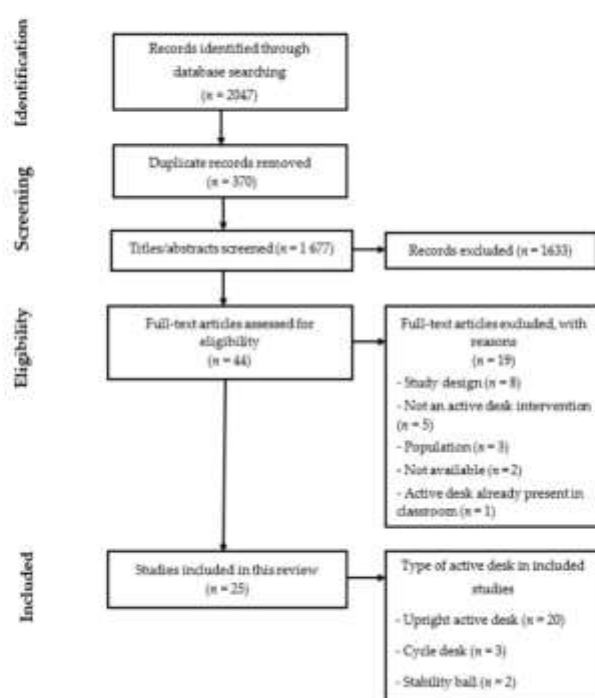 Identification
Records identified through
database searching
(n = 2047)
Screening
Duplicate records removed
(n = 370)
Titles/abstracts screened (n = 1 677)
Records excluded (n = 1633)
Eligibility
Full-text articles assessed for
eligibility
(n = 44)
Full-text articles excluded, with
reasons
(n = 19)
- Study design (n = 8)
- Not an active desk intervention
(n = 5)
- Population (n = 3)
- Not available (n = 2)
- Active desk already present in
classroom (n = 1)
Included
Studies included in this review
(n = 25)
Type of active desk in included
studies
- Upright active desk (n = 20)
- Cycle desk (n = 3)
- Stability ball (n = 2)